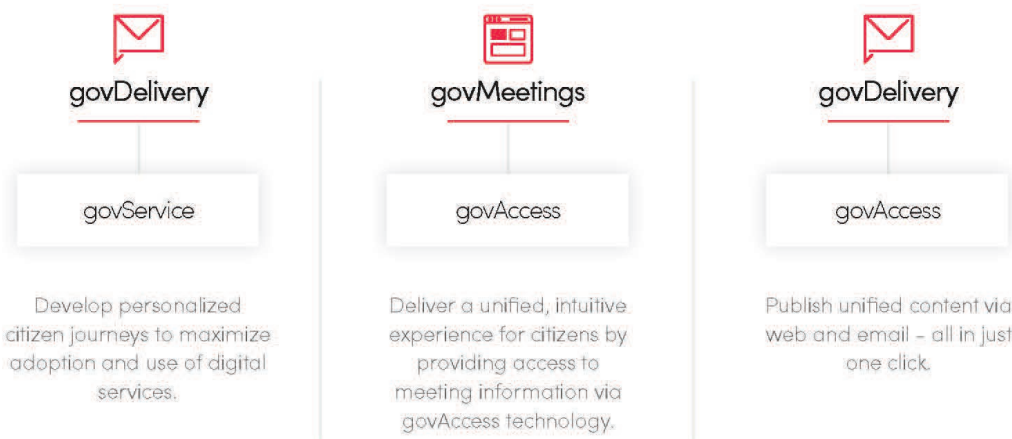 govDelivery
govService
Develop personalized
citizen journeys to maximize
adoption and use of digital
services.
govMeetings
govAccess
Deliver a unified, intuitive
experience for citizens by
providing access to
meeting information via
govAccess technology.
govDelivery
govAccess
Publish unified content via
web and email – all in just
one click.